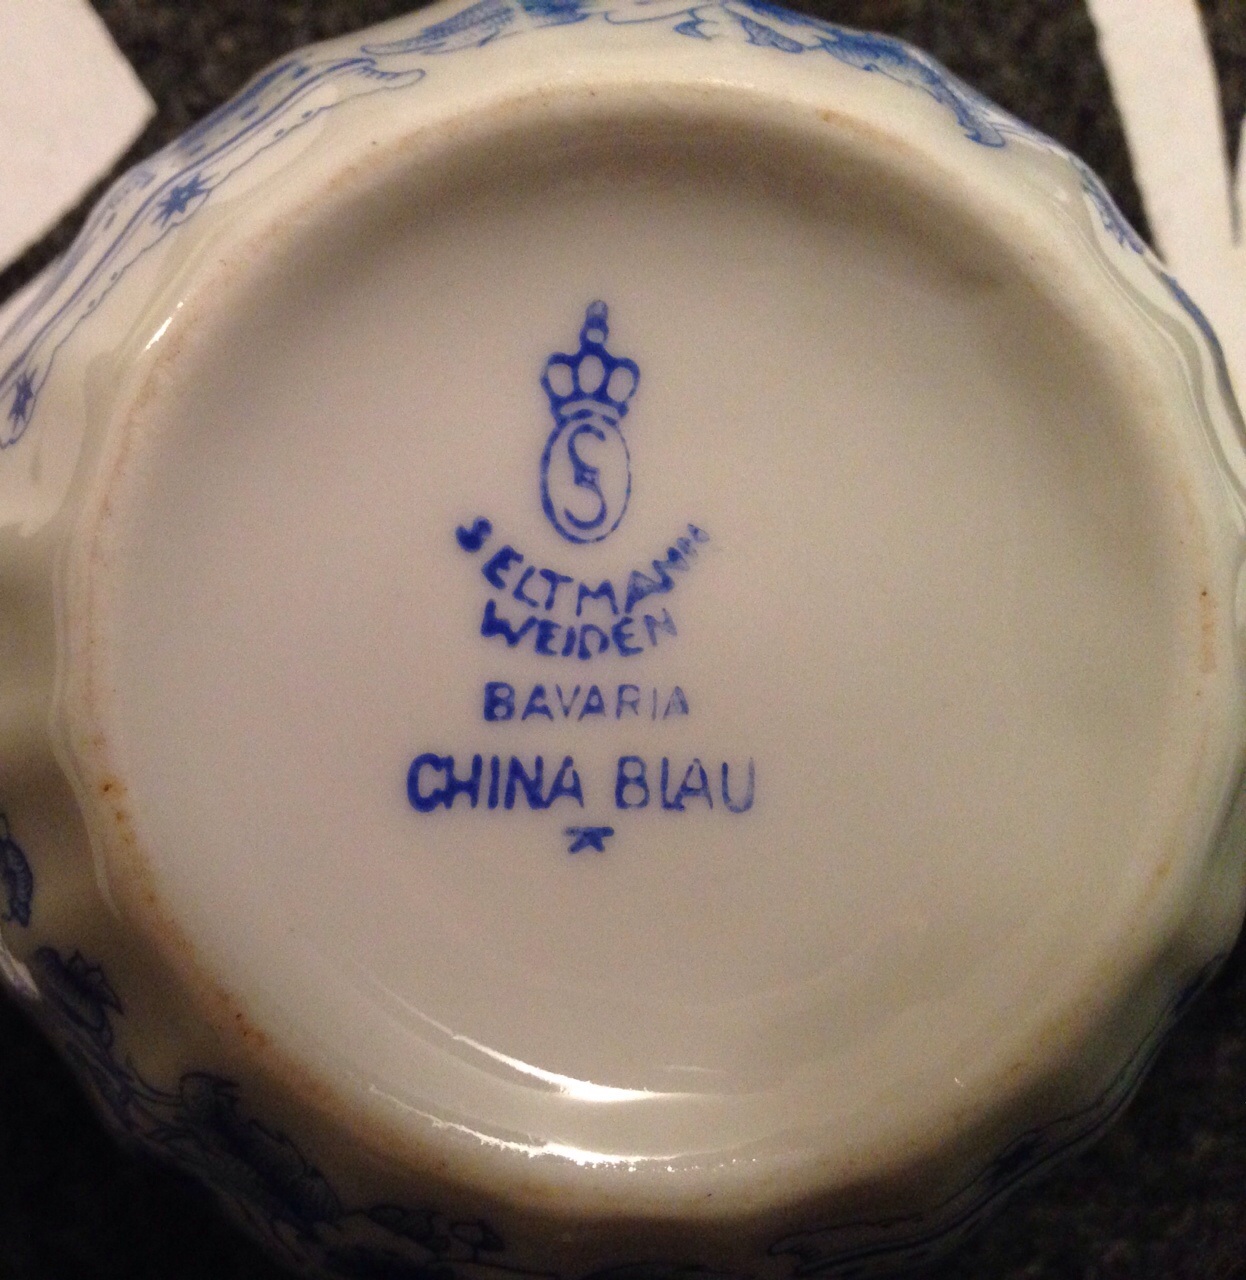 S
SELTMANN
WEIDEN
BAVARIA
CHINA BLAU
K